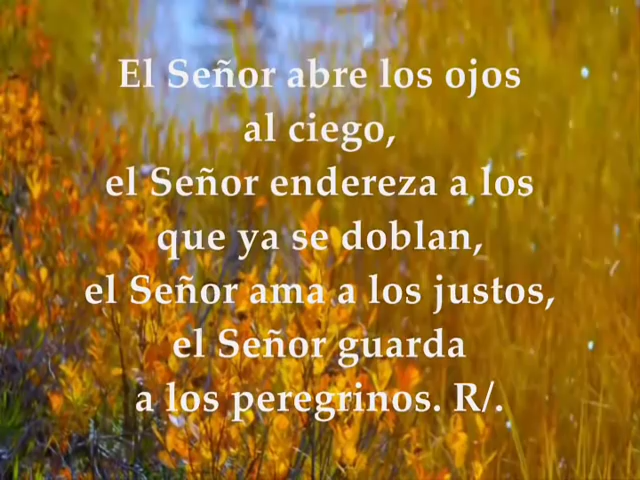 El Señor abre los ojos
al ciego,
el Señor endereza a los
que ya se doblan,
el Señor ama a los justos,
el Señor guarda
a los peregrinos. R/.